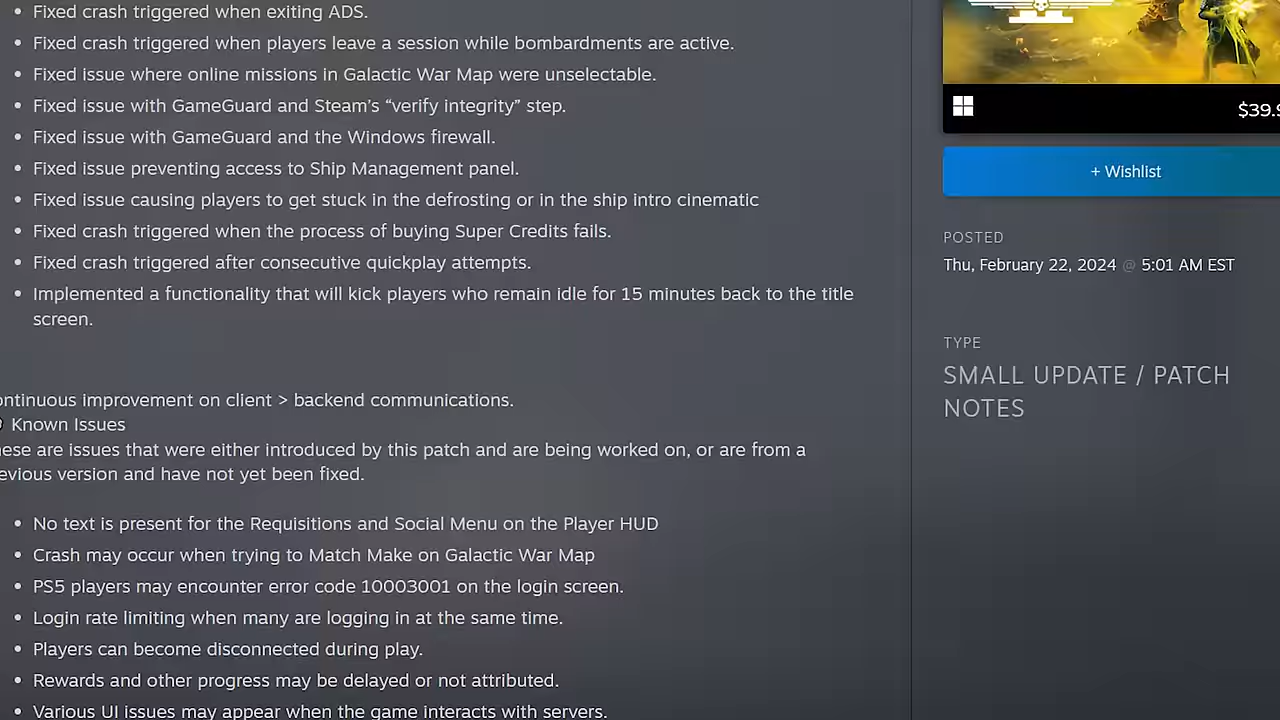 Fixed crash triggered when exiting ADS.
Fixed crash triggered when players leave a session while bombardments are active.
Fixed issue where online missions in Galactic War Map were unselectable.
Fixed issue with GameGuard and Steam’s “verify integrity” step.
Fixed issue with GameGuard and the Windows firewall.
Fixed issue preventing access to Ship Management panel.
Fixed issue causing players to get stuck in the defrosting or in the ship intro cinematic
Fixed crash triggered when the process of buying Super Credits fails.
Fixed crash triggered after consecutive quickplay attempts.
Implemented a functionality that will kick players who remain idle for 15 minutes back to the title
screen.
ontinuous improvement on client > backend communications.
Known Issues
ese are issues that were either introduced by this patch and are being worked on, or are from a
evious version and have not yet been fixed.
No text is present for the Requisitions and Social Menu on the Player HUD
Crash may occur when trying to Match Make on Galactic War Map
PS5 players may encounter error code 10003001 on the login screen.
Login rate limiting when many are logging in at the same time.
Players can become disconnected during play.
Rewards and other progress may be delayed or not attributed.
Various UI issues may appear when the game interacts with servers.
$39.9
+ Wishlist
POSTED
Thu, February 22, 2024 @ 5:01 AM EST
TYPE
SMALL UPDATE / PATCH
NOTES